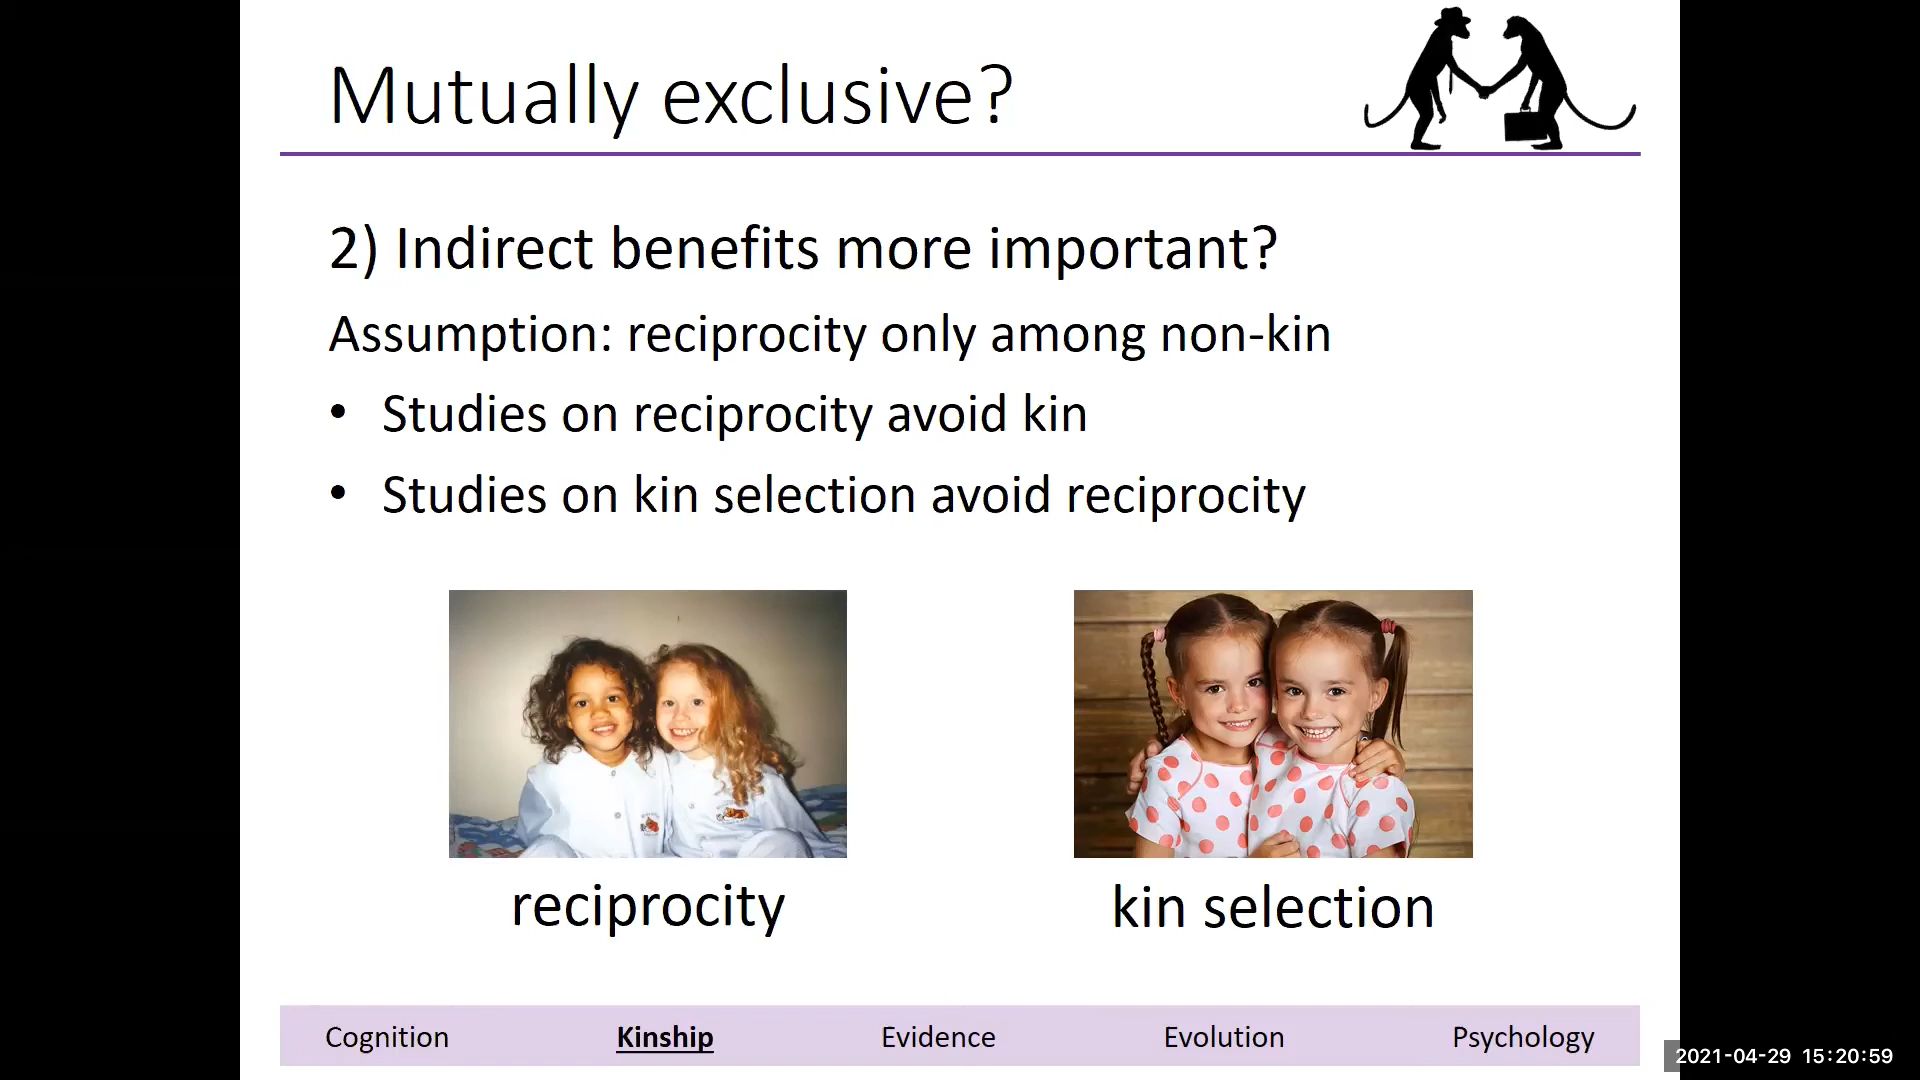 Mutually exclusive?
2) Indirect benefits more important?
Assumption: reciprocity only among non-kin
• Studies on reciprocity avoid kin
• Studies on kin selection avoid reciprocity
reciprocity
kin selection
Cognition
Kinship
Evidence
Evolution
Psychology
2021-04-29 15:20:59